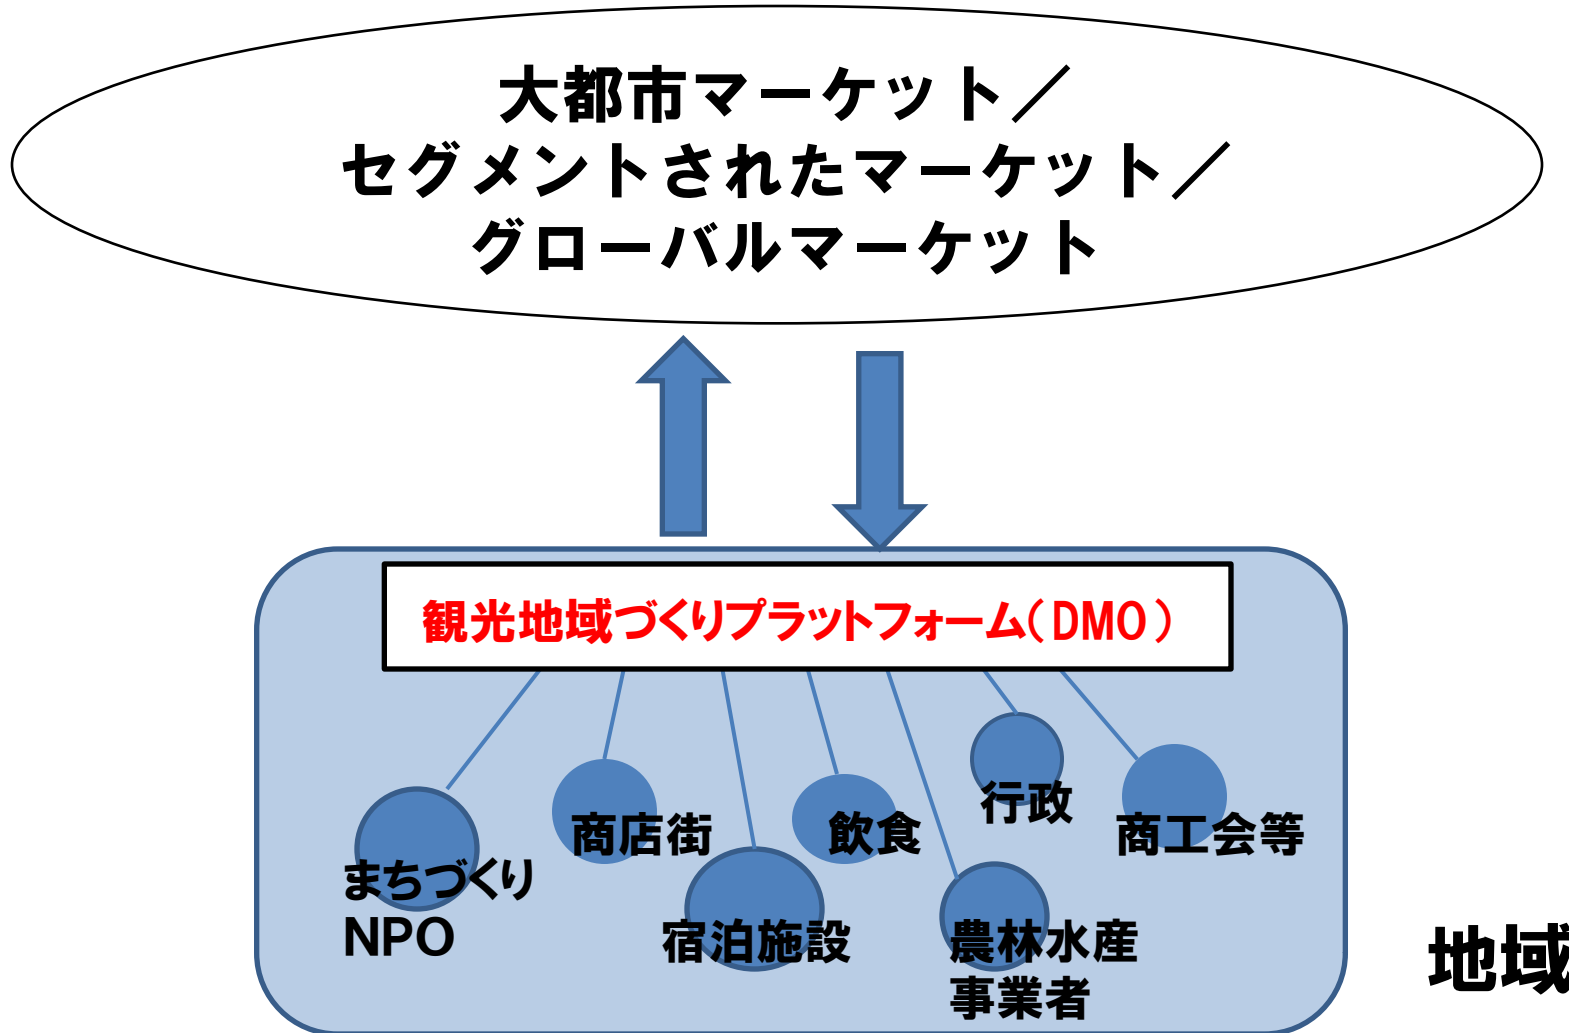 大都市マーケット／
セグメントされたマーケット／
グローバルマーケット
観光地域づくりプラットフォーム（DMO）
行政
商店街
飲食
商工会等
まちづくり
NPO
宿泊施設
農林水産
事業者
地域